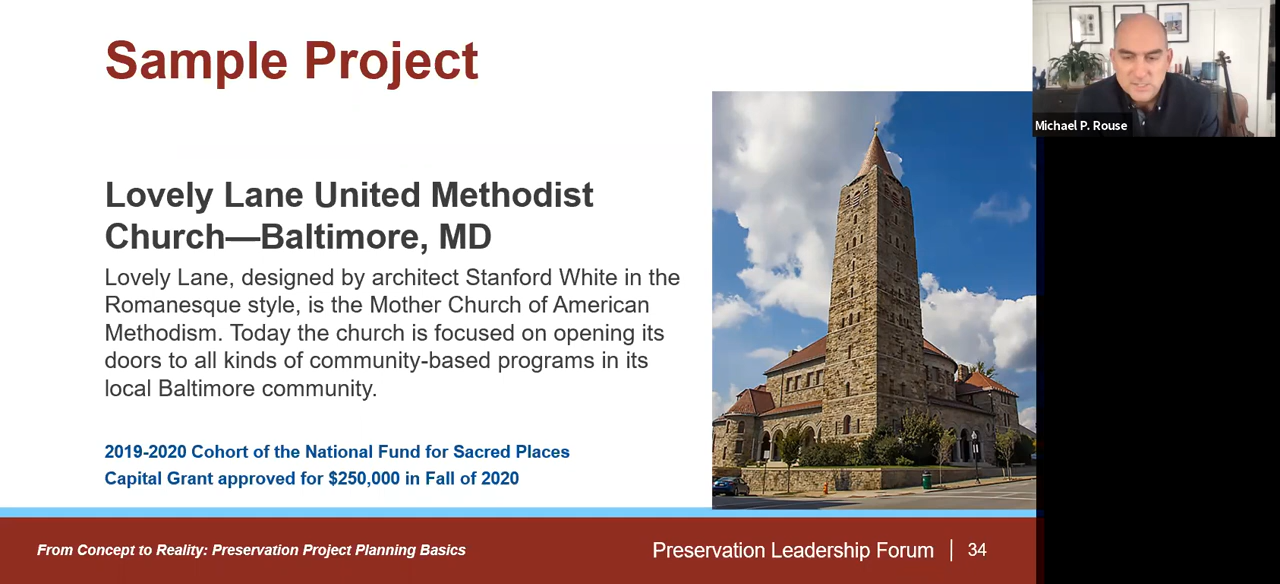 Sample Project
Michael P. Rouse
Lovely Lane United Methodist
Church—Baltimore, MD
Lovely Lane, designed by architect Stanford White in the
Romanesque style, is the Mother Church of American
Methodism. Today the church is focused on opening its
doors to all kinds of community-based programs in its
local Baltimore community.
2019-2020 Cohort of the National Fund for Sacred Places
Capital Grant approved for $250,000 in Fall of 2020
From Concept to Reality: Preservation Project Planning Basics
Preservation Leadership Forum | 34